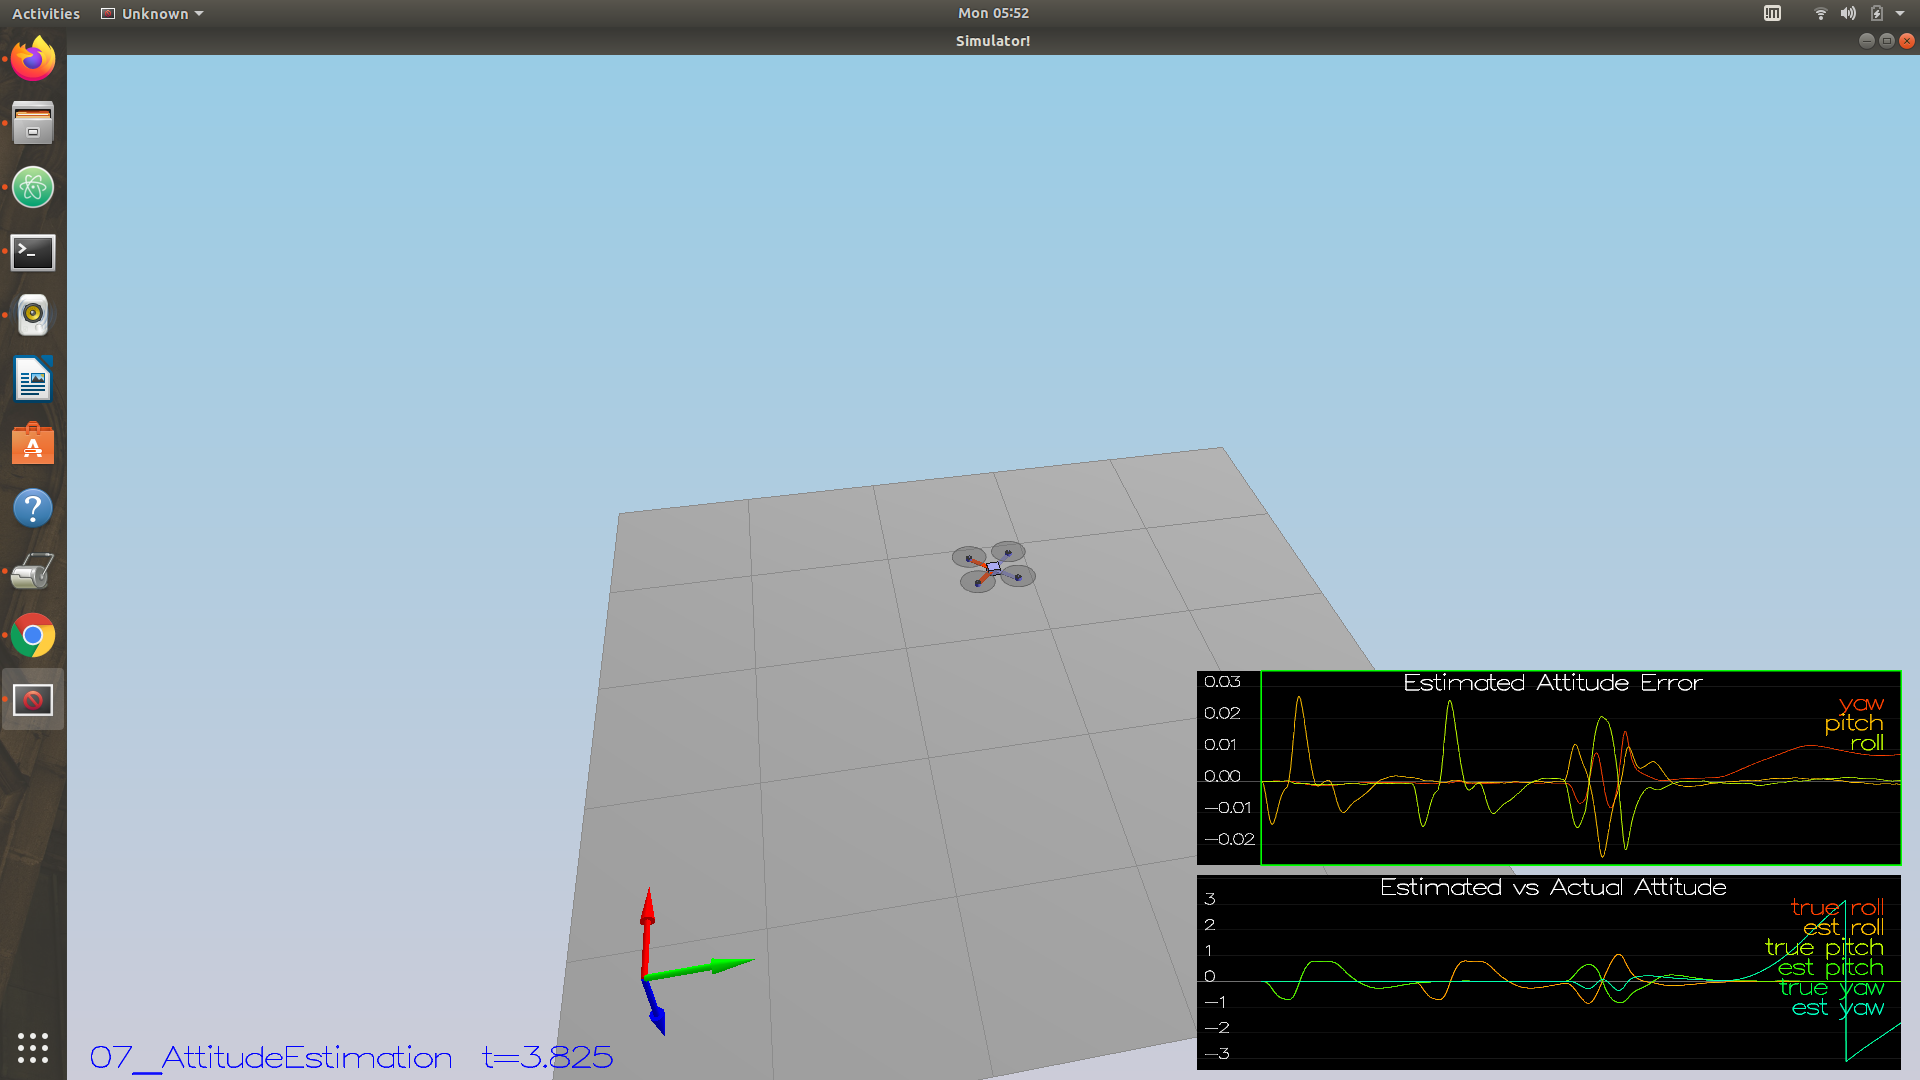 Activities Unknown Mon 05:52
Simulator!
Estimated Attitude Error
0.03
0.02
0.01
0.00
-0.01
-0.02
yaw
pitch
roll
Estimated vs Actual Attitude
3
2
1
0
-1
-2
-3
true roll
est roll
true pitch
est pitch
true yaw
est yaw
07_AttitudeEstimation t=3.825